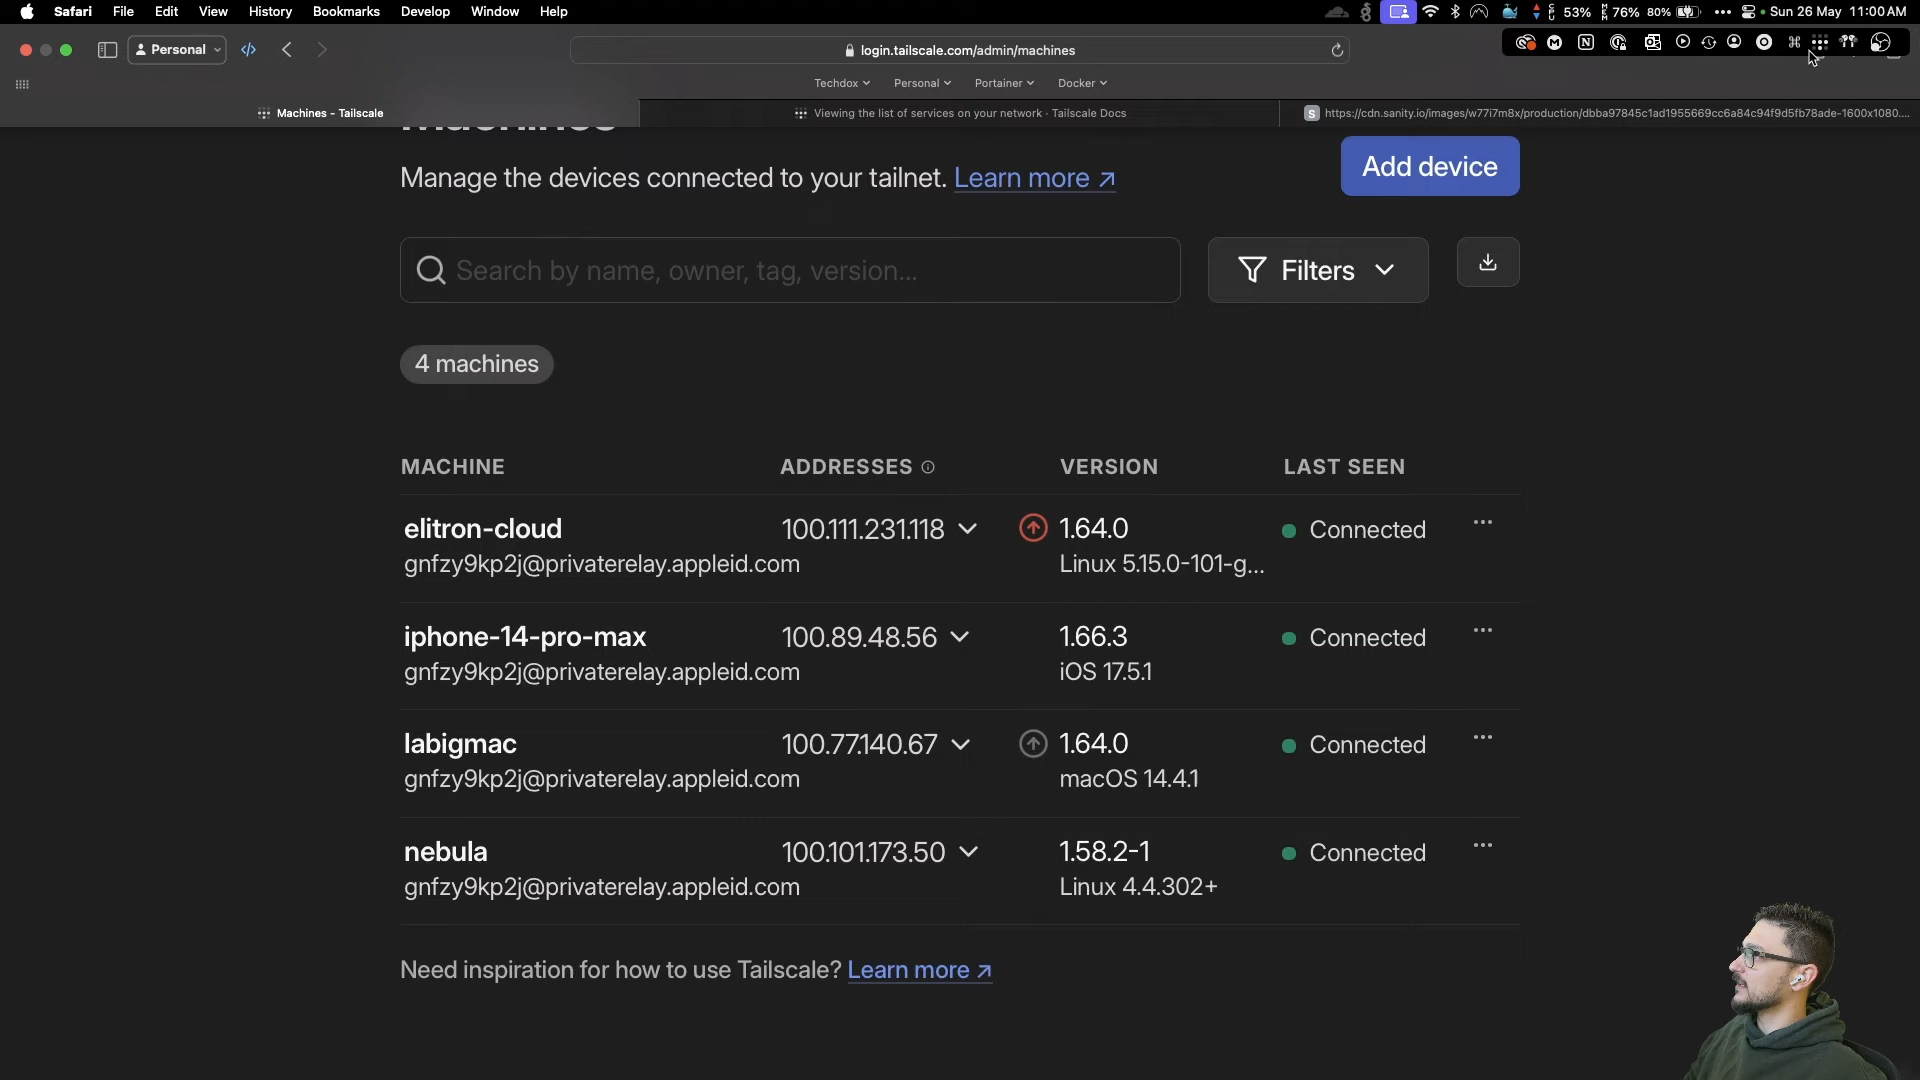 Safari File Edit View History Bookmarks Develop Window Help 53% 76% 80% Sun 26 May 11:00 AM
Personal login.tailscale.com/admin/machines
Techdox Personal Portainer Docker
Machines - Tailscale Viewing the list of services on your network · Tailscale Docs S https://cdn.sanity.io/images/w77i7m8x/production/dbba97845c1ad1955669cc6a84c94f9d5fb78ade-1600x1080....
Machines
Manage the devices connected to your tailnet. Learn more ↗ Add device
Search by name, owner, tag, version... Filters
4 machines
MACHINE ADDRESSES VERSION LAST SEEN
elitron-cloud 100.111.231.118 1.64.0 Connected ...
gnfzy9kp2j@privaterelay.appleid.com Linux 5.15.0-101-g...
iphone-14-pro-max 100.89.48.56 1.66.3 Connected ...
gnfzy9kp2j@privaterelay.appleid.com iOS 17.5.1
labigmac 100.77.140.67 1.64.0 Connected ...
gnfzy9kp2j@privaterelay.appleid.com macOS 14.4.1
nebula 100.101.173.50 1.58.2-1 Connected ...
gnfzy9kp2j@privaterelay.appleid.com Linux 4.4.302+
Need inspiration for how to use Tailscale? Learn more ↗